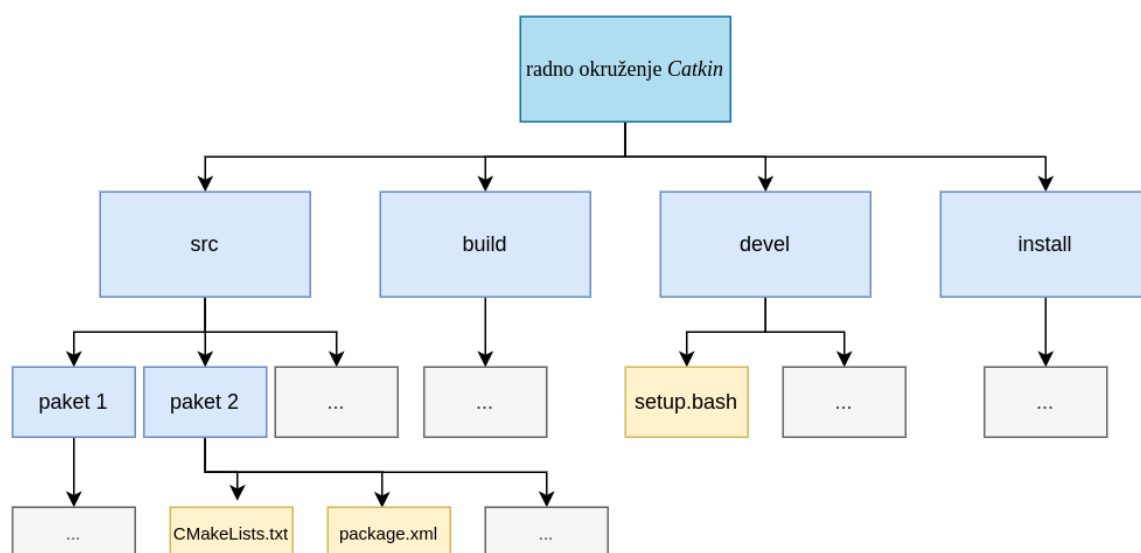 radno okruženje Catkin
src
build
devel
install
paket 1
paket 2
...
...
setup.bash
...
...
...
CMakeLists.txt
package.xml
...